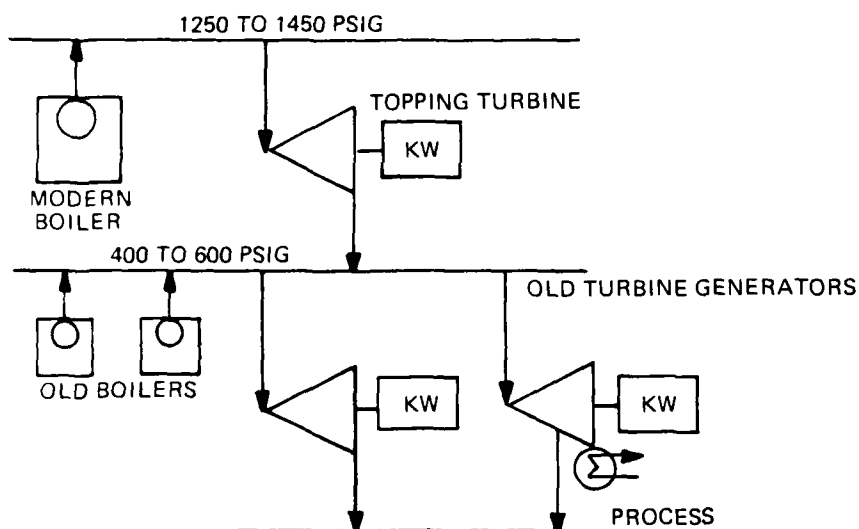 1250 TO 1450 PSIG
TOPPING TURBINE
KW
MODERN
BOILER
400 TO 600 PSIG
OLD TURBINE GENERATORS
OLD BOILERS
KW
KW
PROCESS